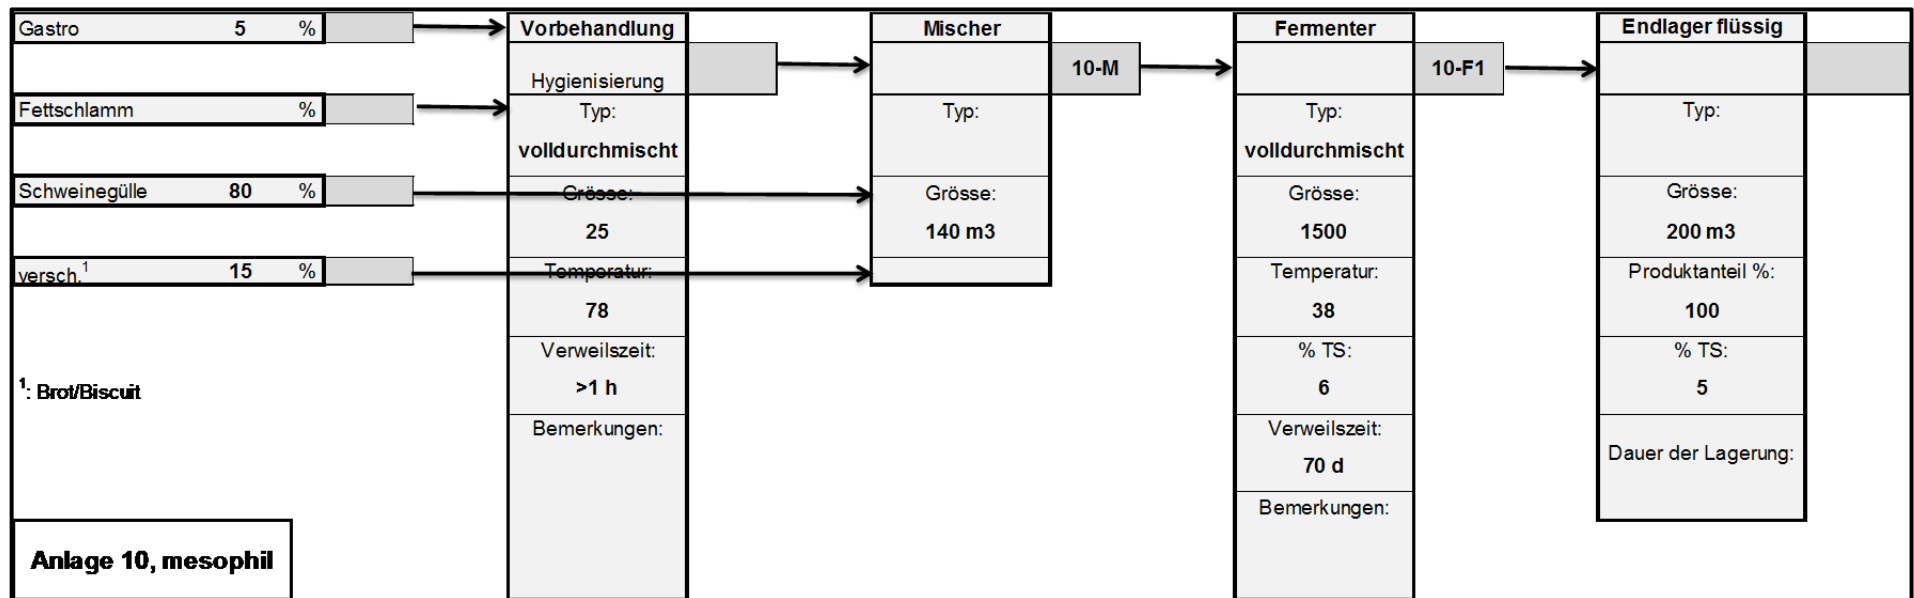 Gastro 5 %
Fettschlamm %
Schweinegülle 80 %
versch.¹ 15 %
¹: Brot/Biscuit
Anlage 10, mesophil
Vorbehandlung
Hygienisierung
Typ:
volldurchmischt
Grösse:
25
Temperatur:
78
Verweilszeit:
>1 h
Bemerkungen:
Mischer
10-M
Typ:
Grösse:
140 m3
Fermenter
10-F1
Typ:
volldurchmischt
Grösse:
1500
Temperatur:
38
% TS:
6
Verweilszeit:
70 d
Bemerkungen:
Endlager flüssig
Typ:
Grösse:
200 m3
Produktanteil %:
100
% TS:
5
Dauer der Lagerung: